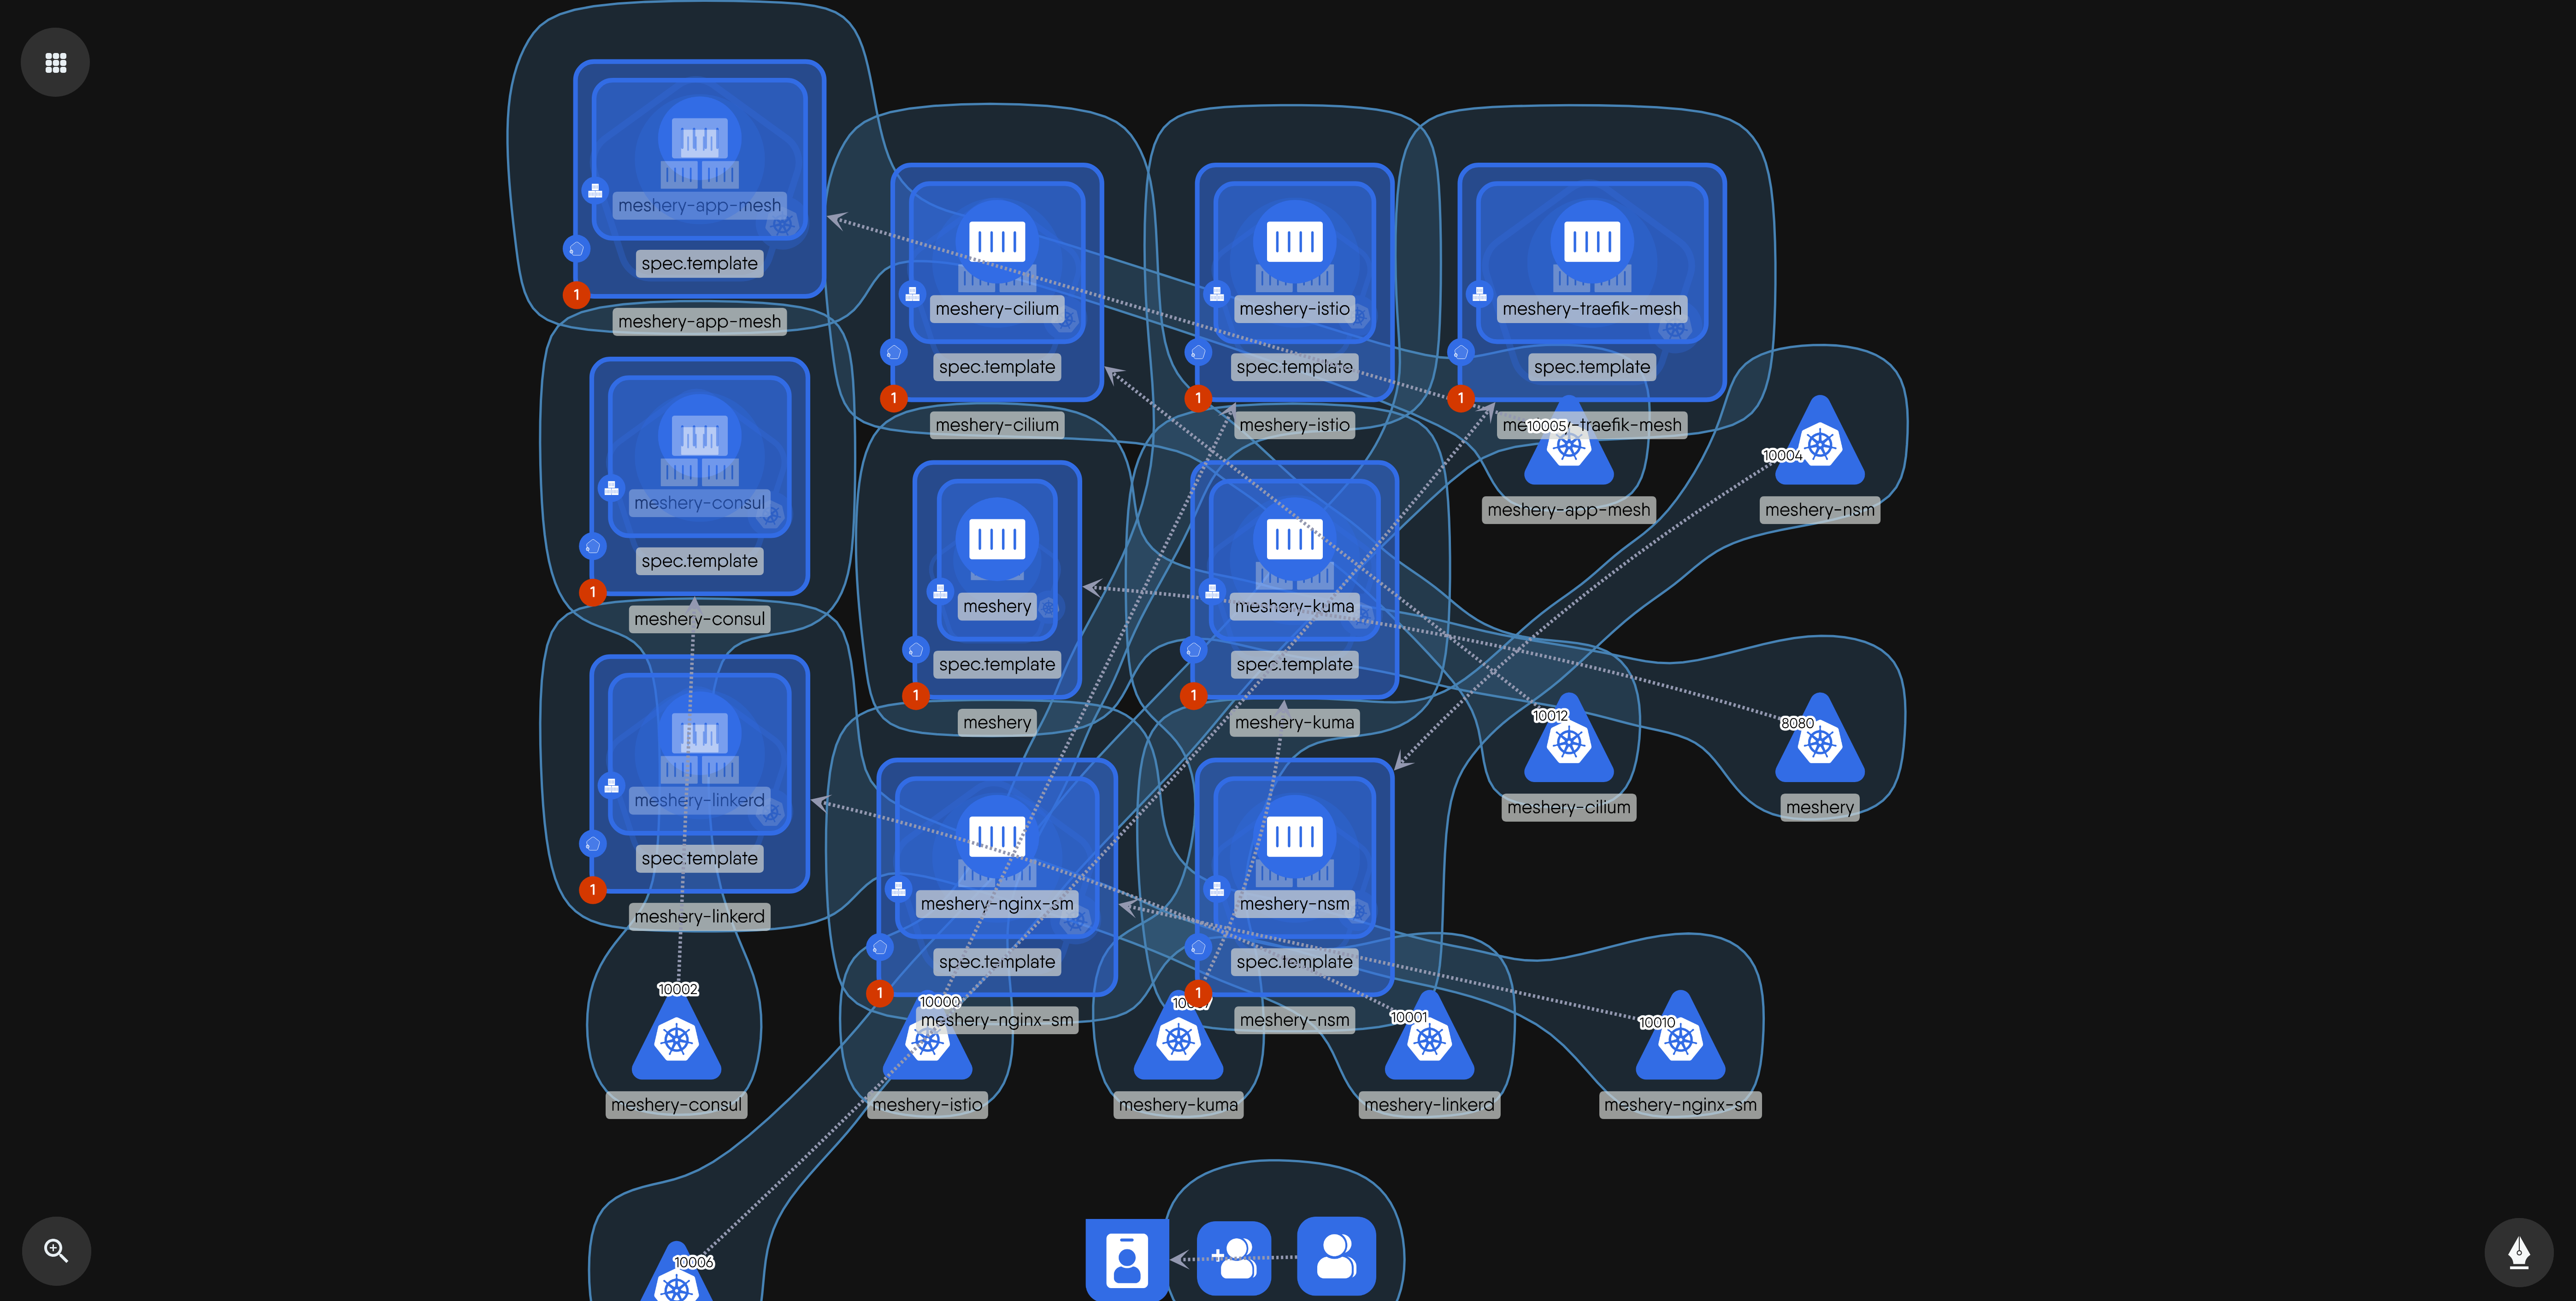 meshery-app-mesh
spec.template
1
meshery-app-mesh
meshery-cilium
spec.template
1
meshery-cilium
meshery-istio
spec.template
1
meshery-istio
meshery-traefik-mesh
spec.template
1
-traefik-mesh
10005
meshery-app-mesh
10004
meshery-nsm
meshery-consul
spec.template
1
meshery-consul
meshery
spec.template
1
meshery
meshery-kuma
spec.template
1
meshery-kuma
10012
meshery-cilium
8080
meshery
meshery-linkerd
spec.template
1
meshery-linkerd
meshery-nginx-sm
spec.template
1
meshery-nginx-sm
meshery-nsm
spec.template
1
meshery-nsm
10002
meshery-consul
10000
meshery-istio
meshery-kuma
10001
meshery-linkerd
10010
meshery-nginx-sm
10006